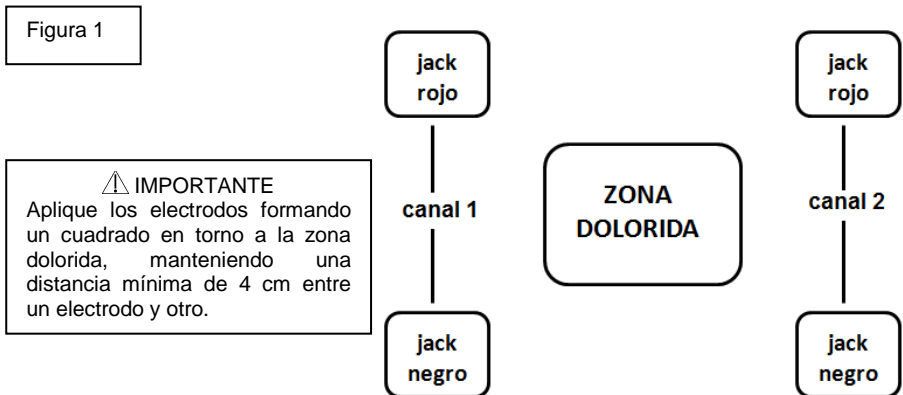 Figura 1
jack
rojo
jack
rojo
⚠ IMPORTANTE
Aplique los electrodos formando
un cuadrado en torno a la zona
dolorida, manteniendo una
distancia mínima de 4 cm entre
un electrodo y otro.
canal 1
ZONA
DOLORIDA
canal 2
jack
negro
jack
negro